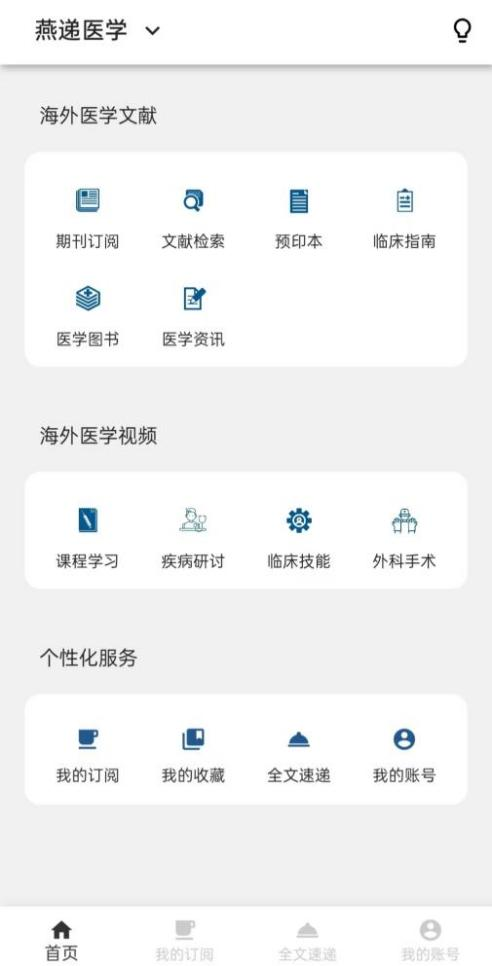 燕递医学
海外医学文献
期刊订阅 文献检索 预印本 临床指南
医学图书 医学资讯
海外医学视频
课程学习 疾病研讨 临床技能 外科手术
个性化服务
我的订阅 我的收藏 全文速递 我的账号
首页 我的订阅 全文速递 我的账号